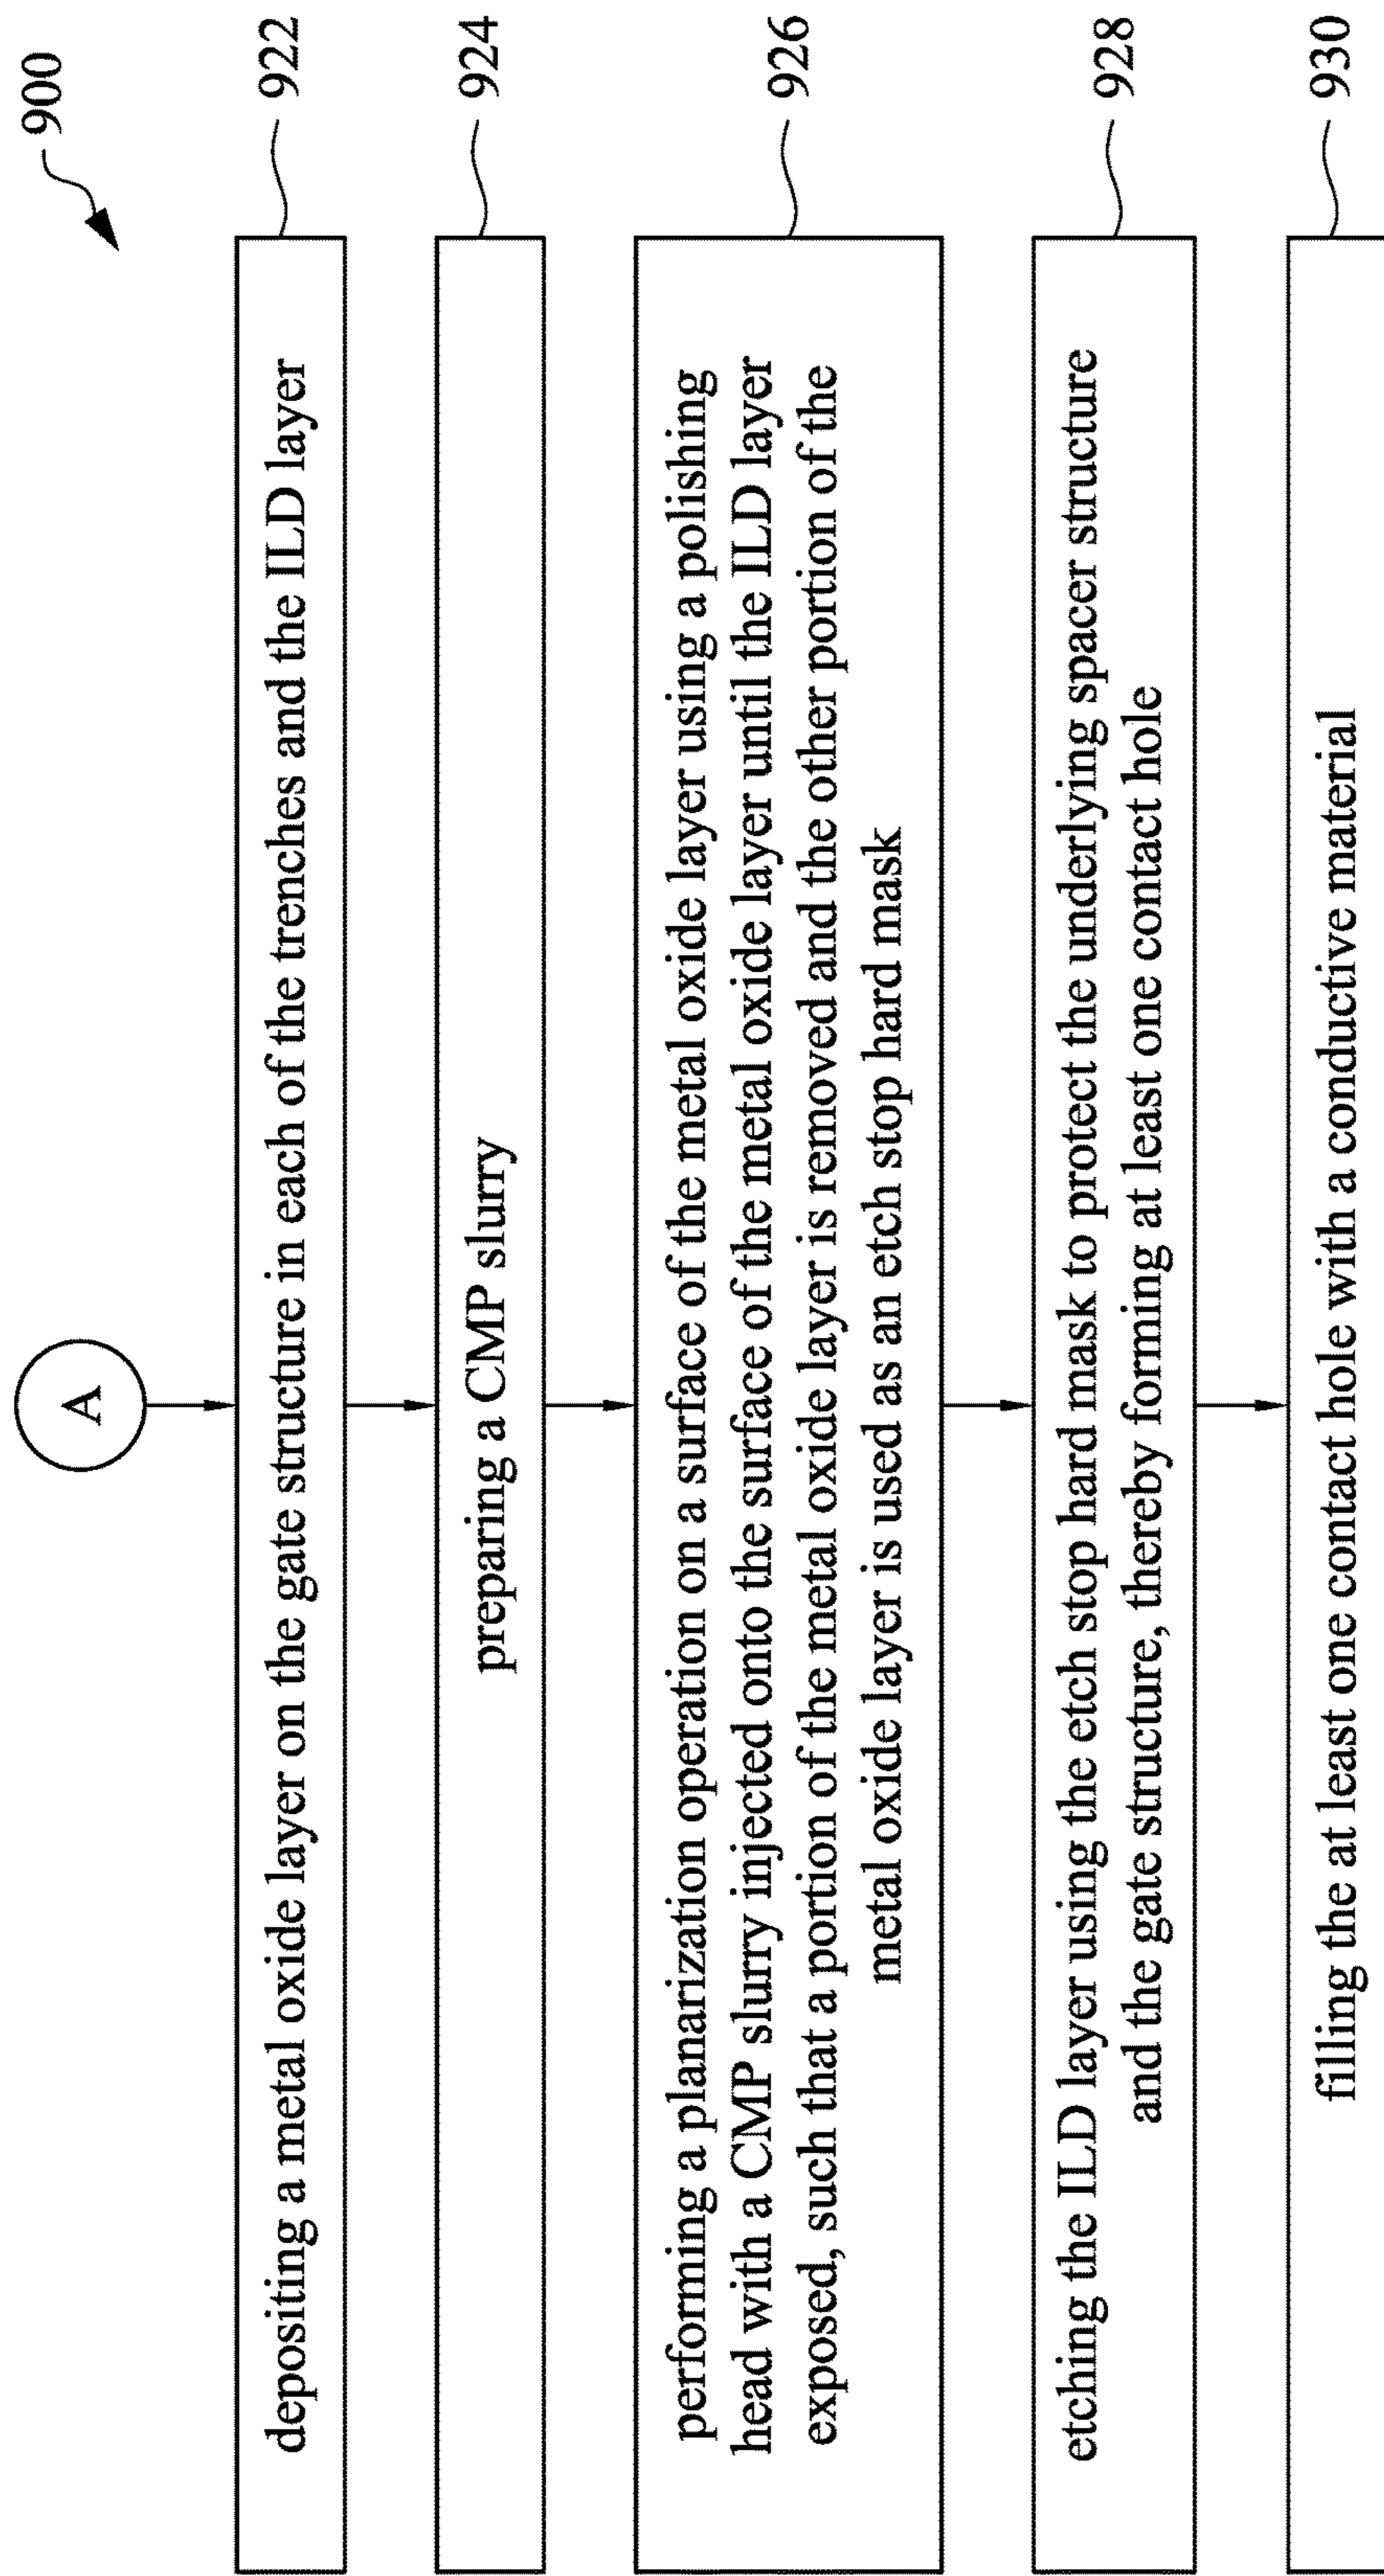 900
A
depositing a metal oxide layer on the gate structure in each of the trenches and the ILD layer
922
preparing a CMP slurry
924
performing a planarization operation on a surface of the metal oxide layer using a polishing
head with a CMP slurry injected onto the surface of the metal oxide layer until the ILD layer
exposed, such that a portion of the metal oxide layer is removed and the other portion of the
metal oxide layer is used as an etch stop hard mask
926
etching the ILD layer using the etch stop hard mask to protect the underlying spacer structure
and the gate structure, thereby forming at least one contact hole
928
filling the at least one contact hole with a conductive material
930